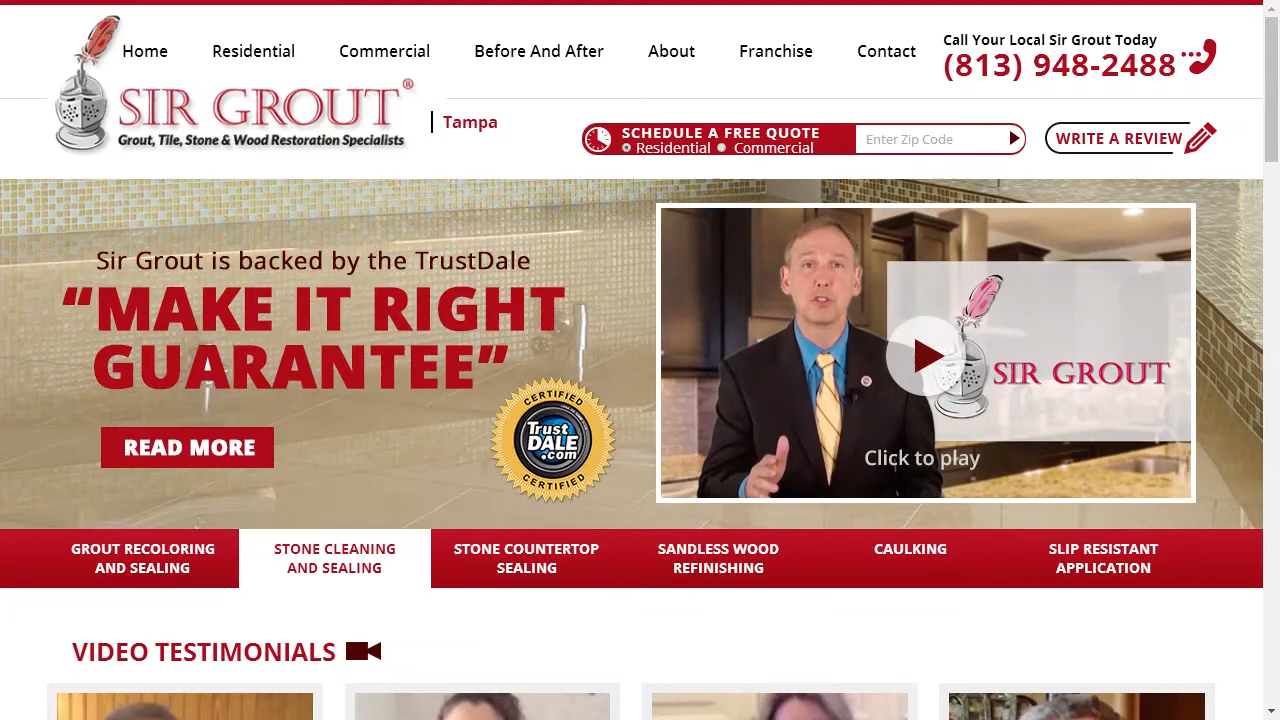 Home Residential Commercial Before And After About Franchise Contact
Call Your Local Sir Grout Today
(813) 948-2488
SIR GROUT®
Grout, Tile, Stone & Wood Restoration Specialists
Tampa
SCHEDULE A FREE QUOTE
Residential Commercial
Enter Zip Code
WRITE A REVIEW
Sir Grout is backed by the TrustDale
“MAKE IT RIGHT
GUARANTEE”
READ MORE
CERTIFIED
Trust
DALE
.com
CERTIFIED
SIR GROUT
Click to play
GROUT RECOLORING
AND SEALING
STONE CLEANING
AND SEALING
STONE COUNTERTOP
SEALING
SANDLESS WOOD
REFINISHING
CAULKING
SLIP RESISTANT
APPLICATION
VIDEO TESTIMONIALS